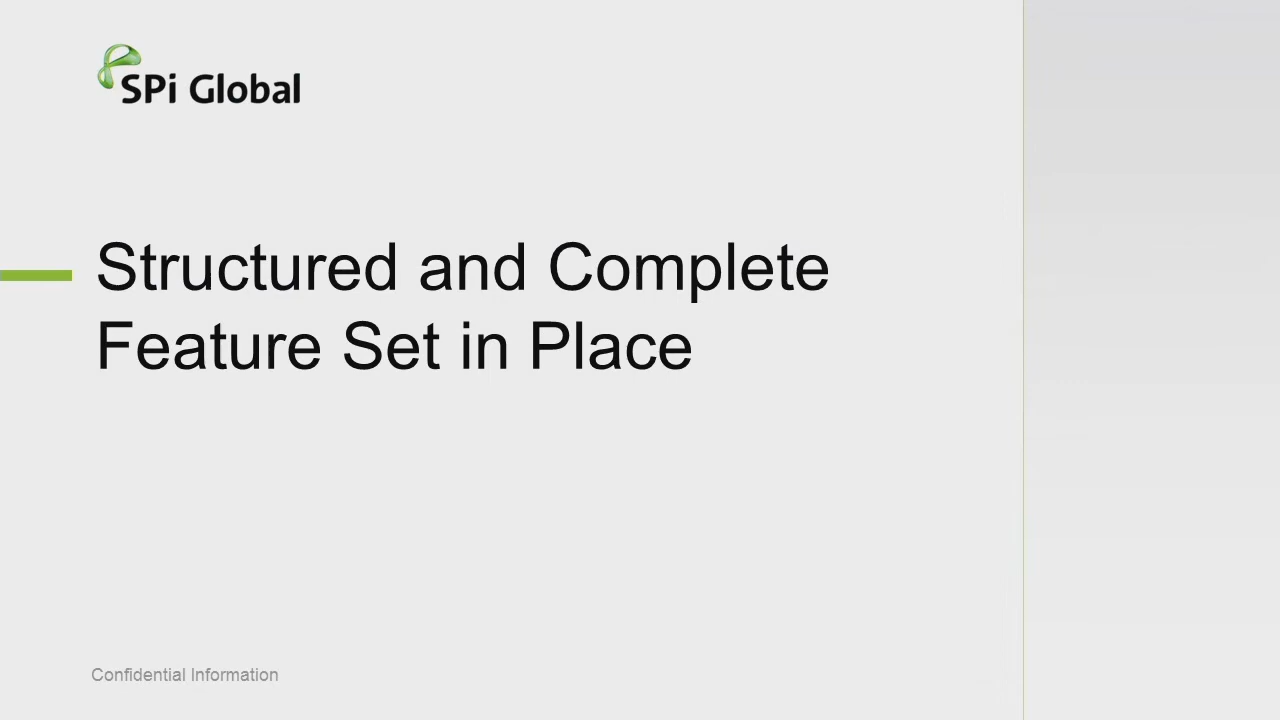 SPi Global
Structured and Complete
Feature Set in Place
Confidential Information